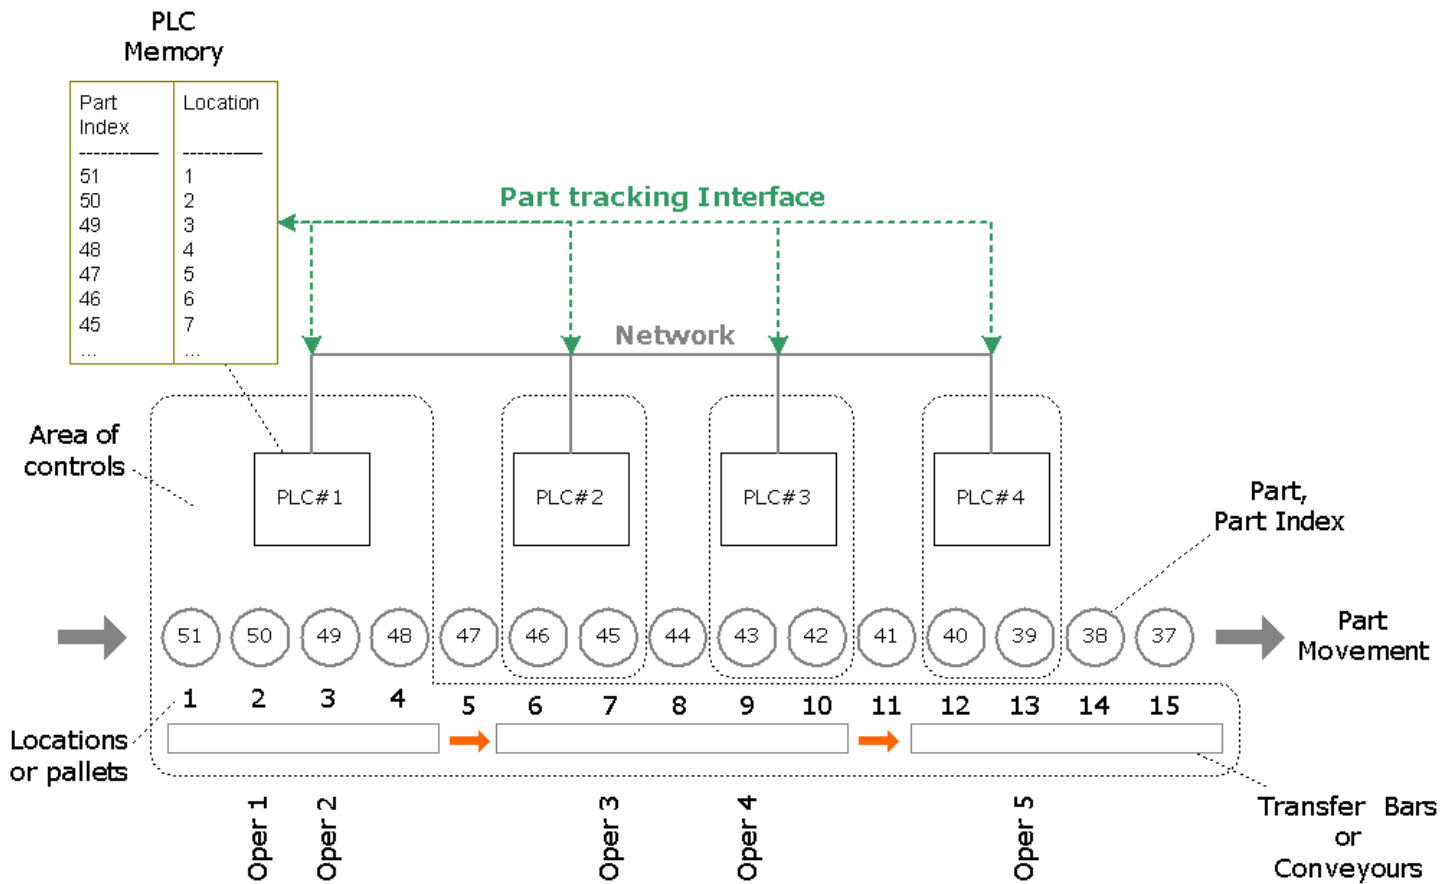 PLC
Memory
Part Location
Index
51 1
50 2
49 3
48 4
47 5
46 6
45 7
... ...
Part tracking Interface
Network
Area of
controls
PLC#1 PLC#2 PLC#3 PLC#4
Part,
Part Index
51 50 49 48 47 46 45 44 43 42 41 40 39 38 37
Part
Movement
1 2 3 4 5 6 7 8 9 10 11 12 13 14 15
Locations
or pallets
Oper 1 Oper 2 Oper 3 Oper 4 Oper 5
Transfer Bars
or
Conveyours